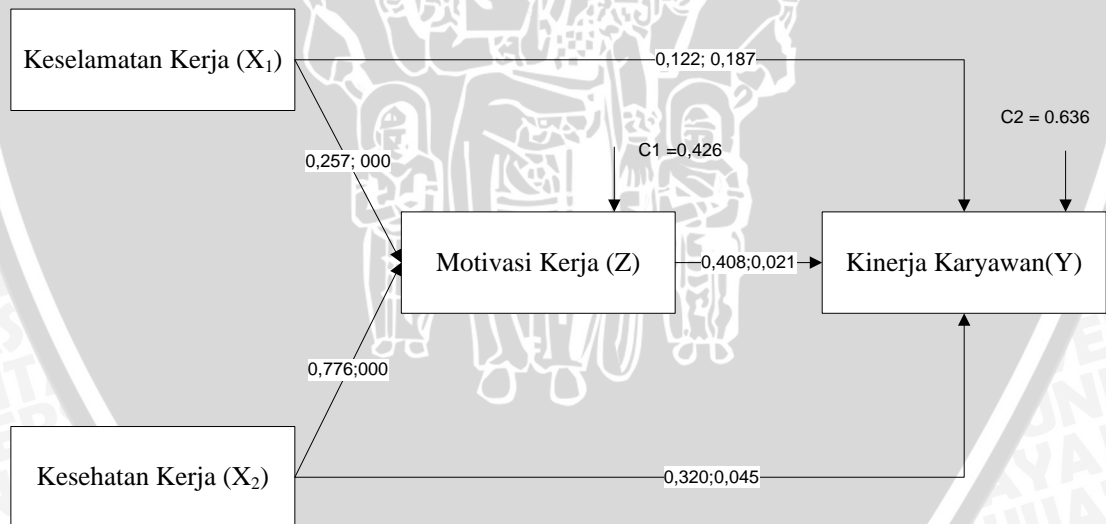 Keselamatan Kerja (X₁)
0,122; 0,187
C2 = 0.636
C1 =0,426
0,257; 000
Motivasi Kerja (Z)
0,408;0,021
Kinerja Karyawan(Y)
0,776;000
Kesehatan Kerja (X₂)
0,320;0,045